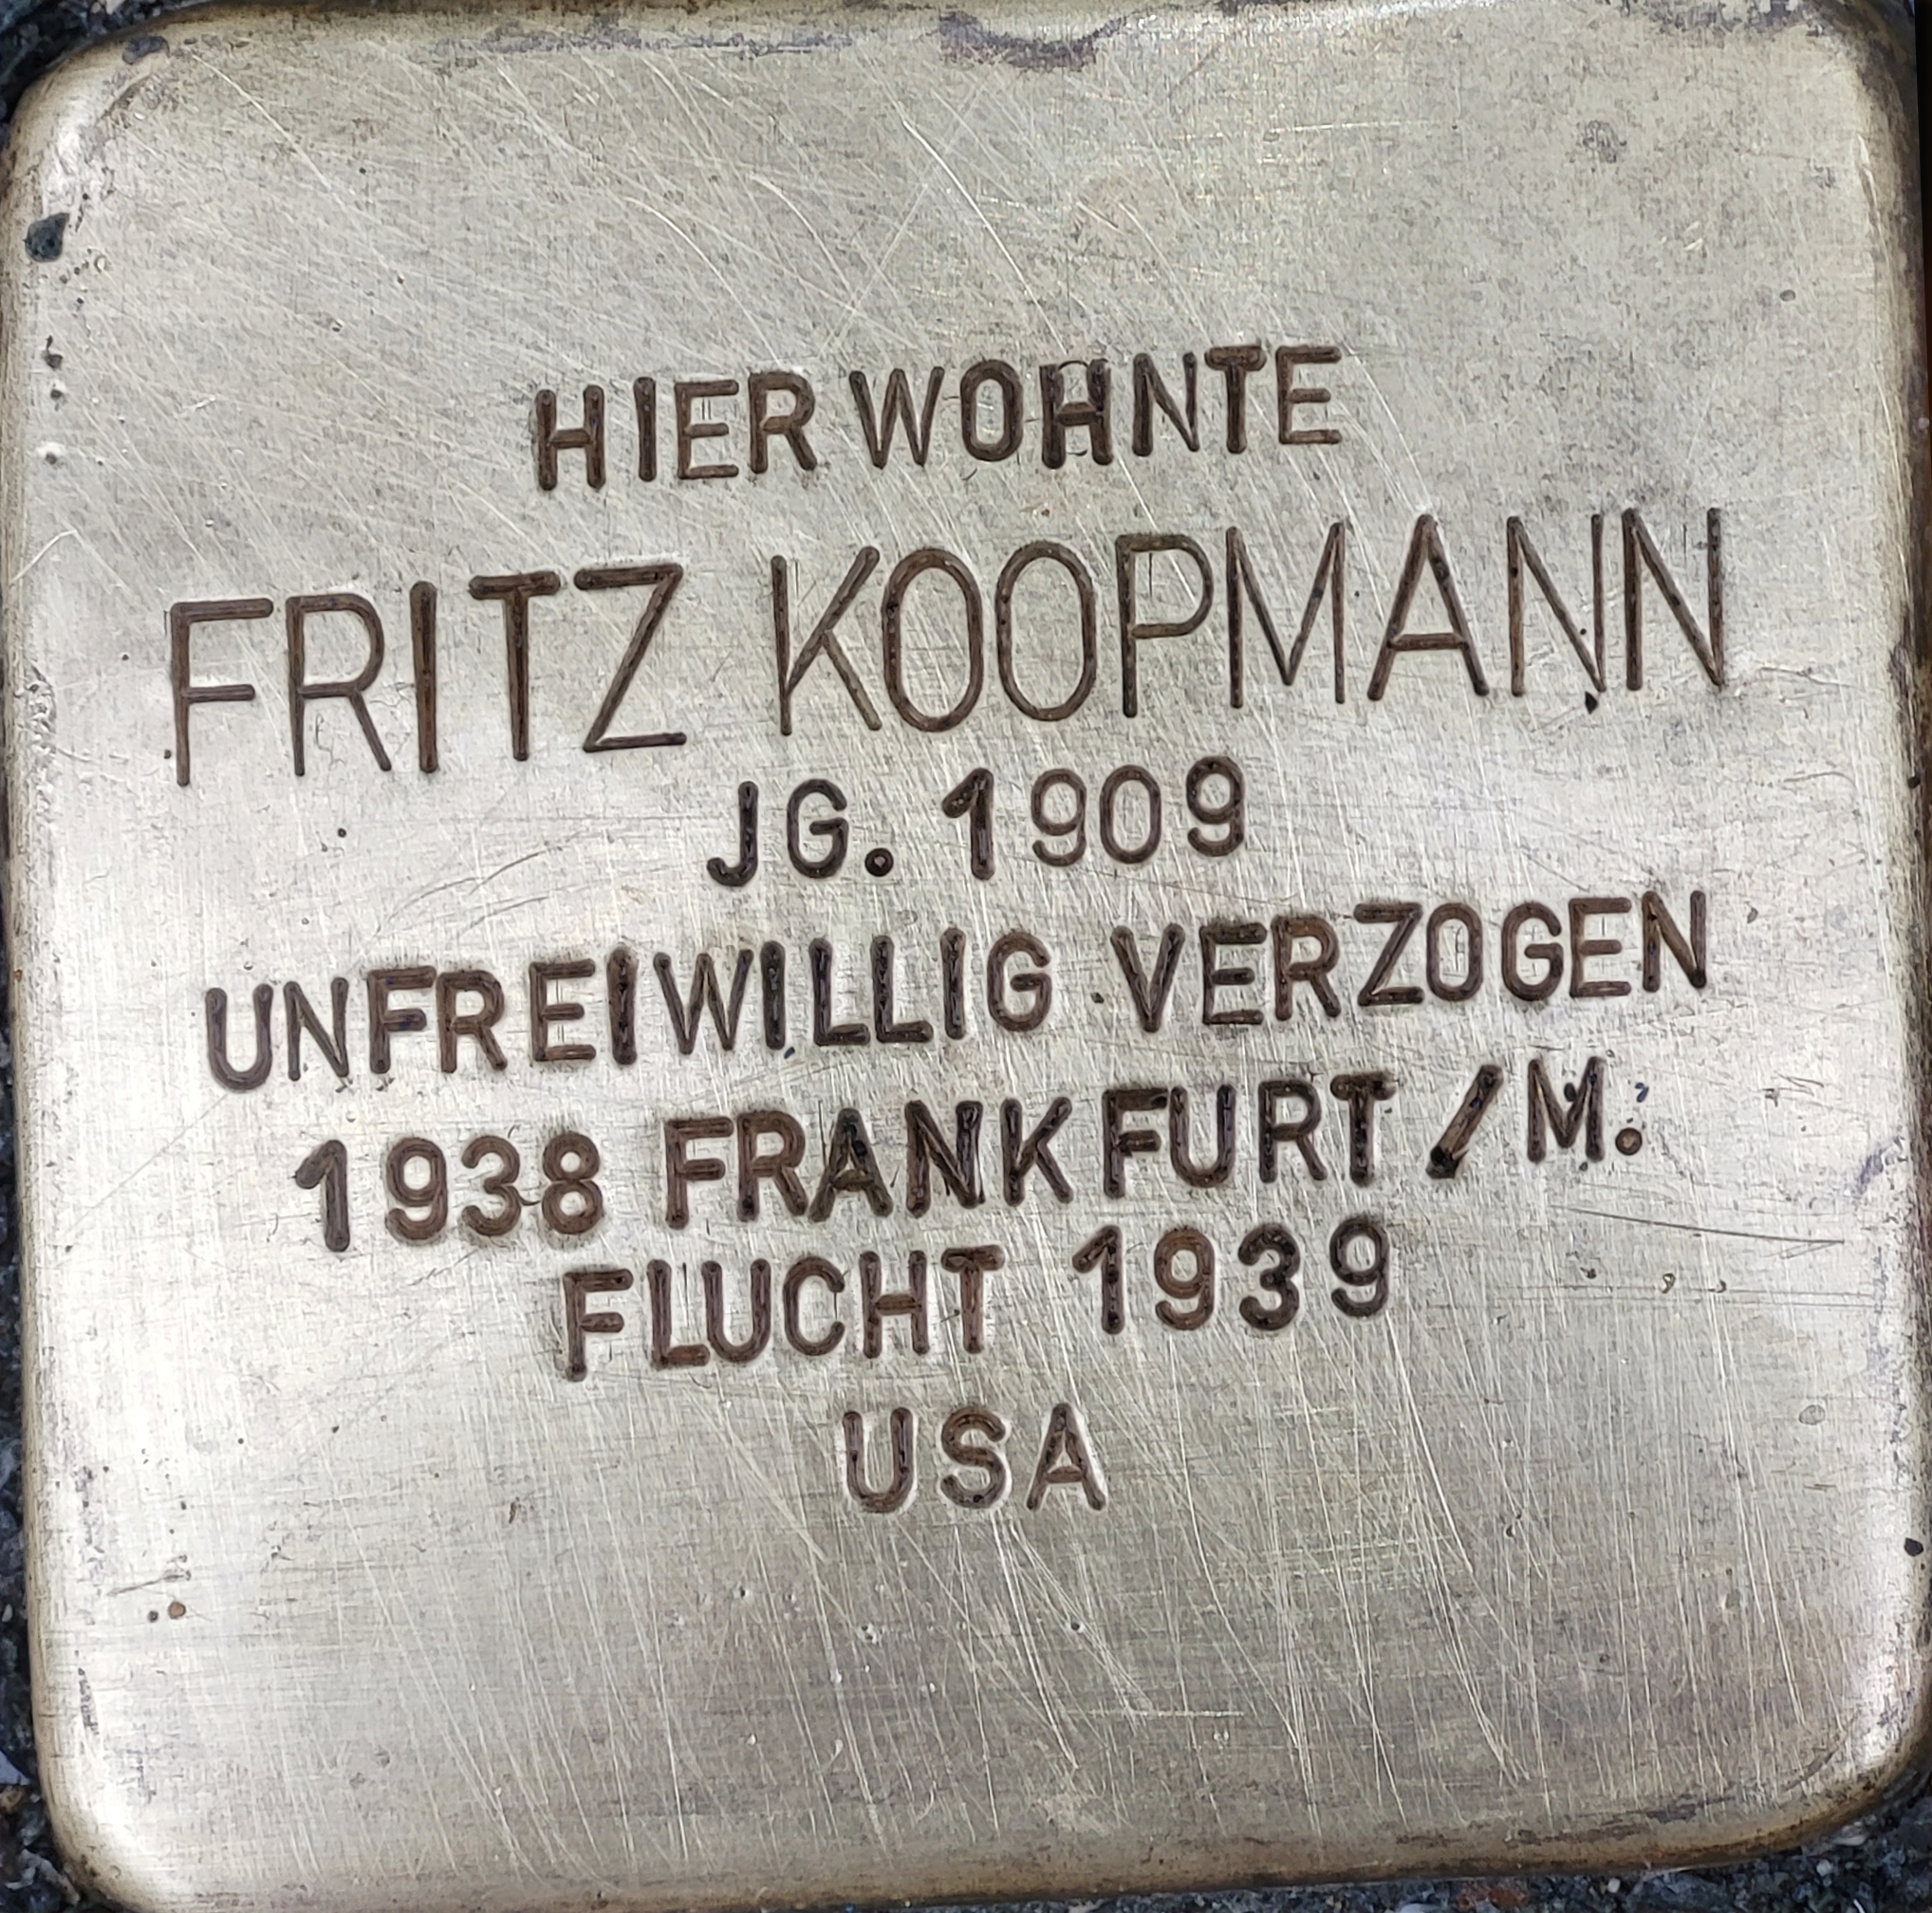 HIER WOHNTE
FRITZ KOOPMANN
JG. 1909
UNFREIWILLIG VERZOGEN
1938 FRANKFURT / M.
FLUCHT 1939
USA